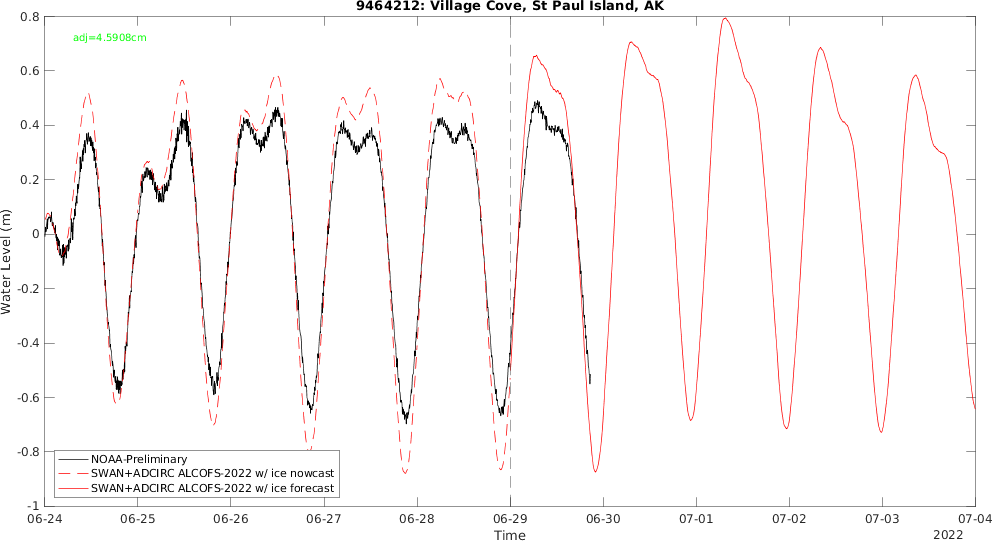 9464212: Village Cove, St Paul Island, AK
adj=4.5908cm
Water Level (m)
0.8
0.6
0.4
0.2
0
-0.2
-0.4
-0.6
-0.8
-1
NOAA-Preliminary
SWAN+ADCIRC ALCOFS-2022 w/ ice nowcast
SWAN+ADCIRC ALCOFS-2022 w/ ice forecast
06-24 06-25 06-26 06-27 06-28 06-29 06-30 07-01 07-02 07-03 07-04
Time
2022